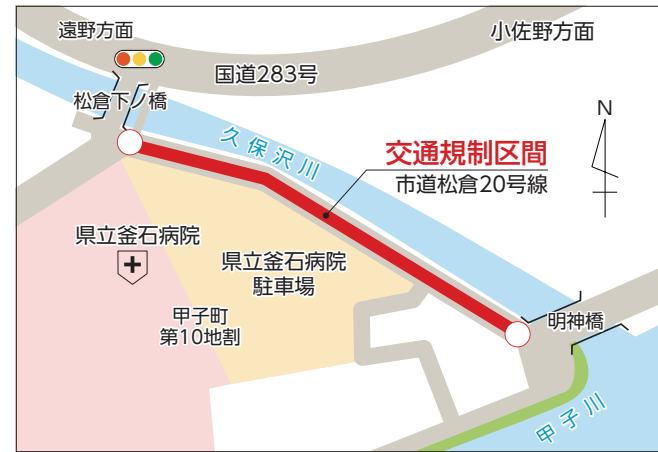 遠野方面
小佐野方面
国道283号
松倉下ノ橋
久保沢川
交通規制区間
市道松倉20号線
N
県立釜石病院
県立釜石病院
駐車場
甲子町
第10地割
明神橋
甲子川